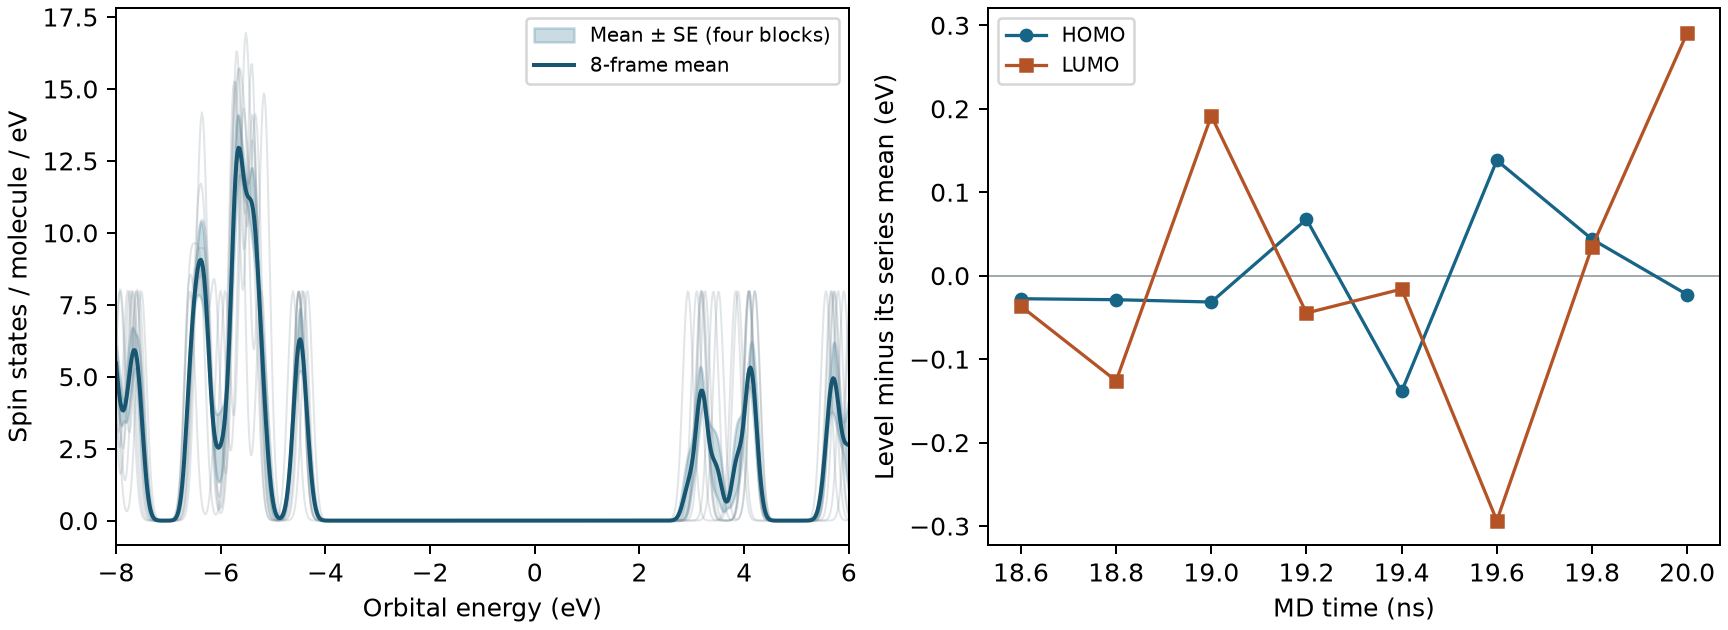 Spin states / molecule / eV
17.5
15.0
12.5
10.0
7.5
5.0
2.5
0.0
Mean ± SE (four blocks)
8-frame mean
−8 −6 −4 −2 0 2 4 6
Orbital energy (eV)
Level minus its series mean (eV)
0.3
0.2
0.1
0.0
−0.1
−0.2
−0.3
HOMO
LUMO
18.6 18.8 19.0 19.2 19.4 19.6 19.8 20.0
MD time (ns)